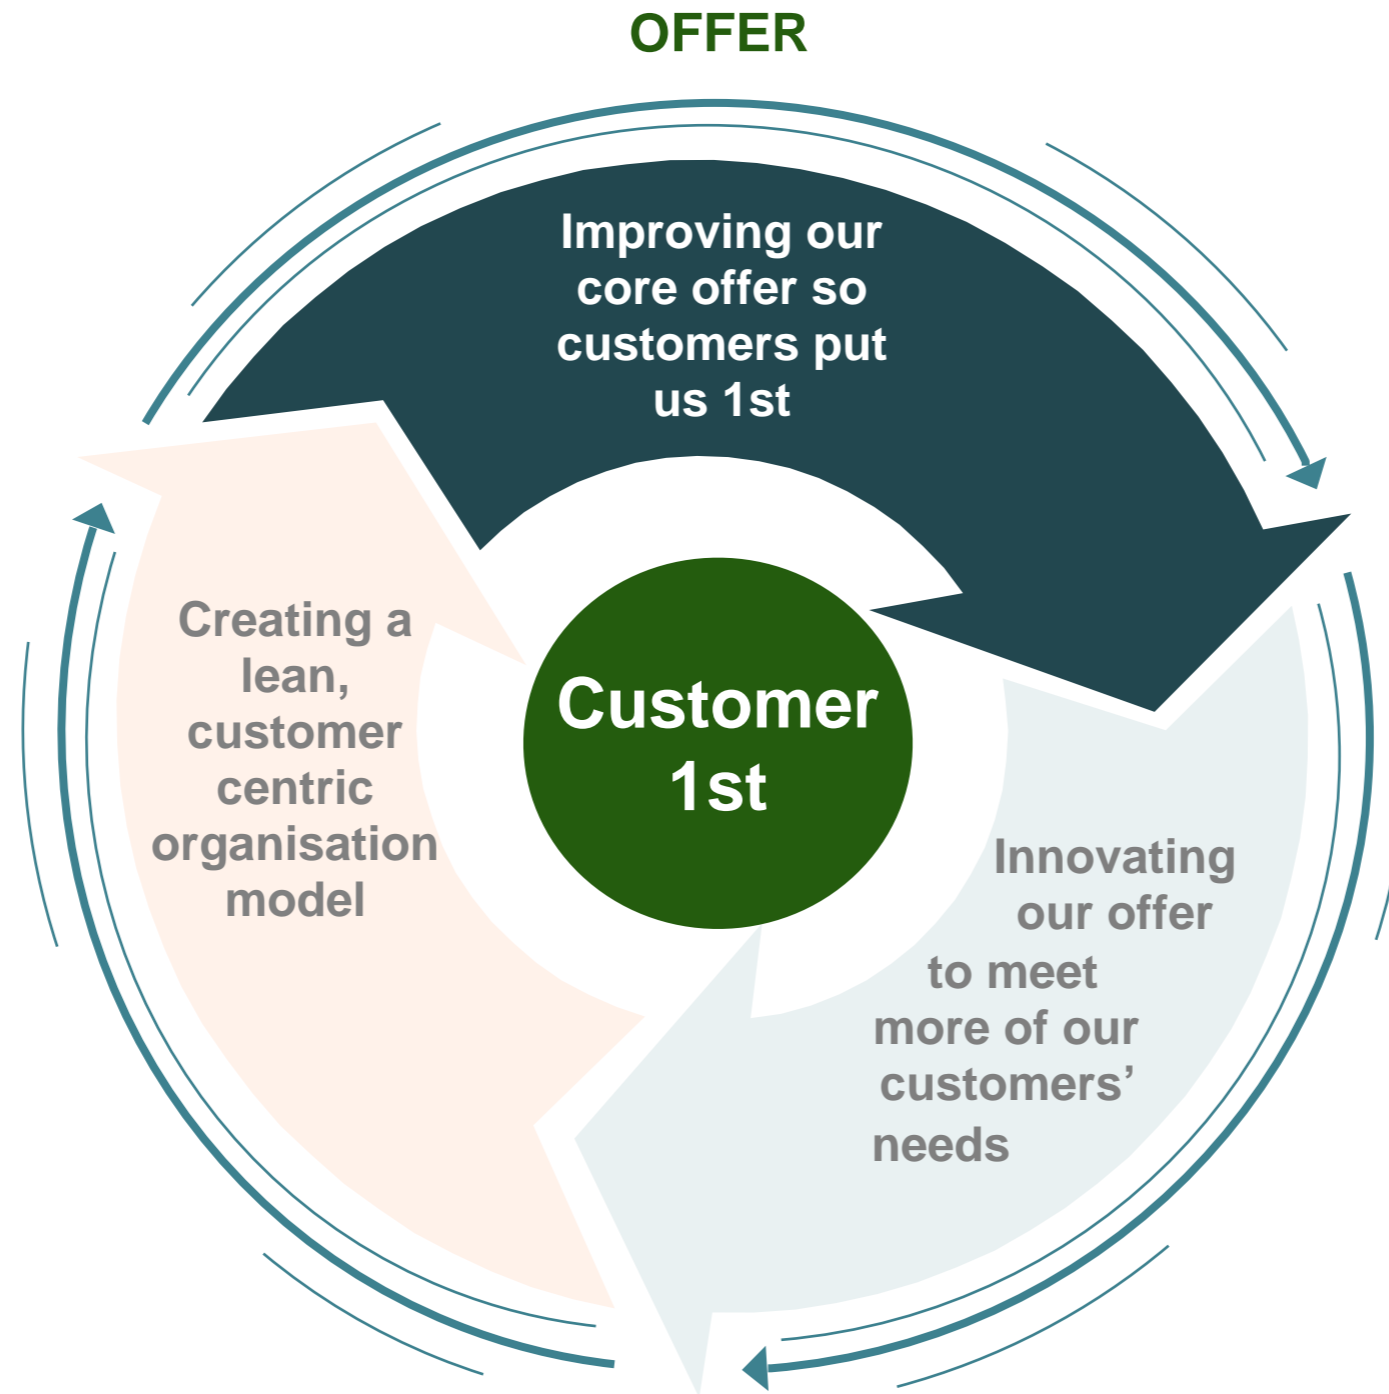 OFFER
Improving our
core offer so
customers put
us 1st
Customer
1st
Creating a
lean,
customer
centric
organisation
model
Innovating
our offer
to meet
more of our
customers’
needs